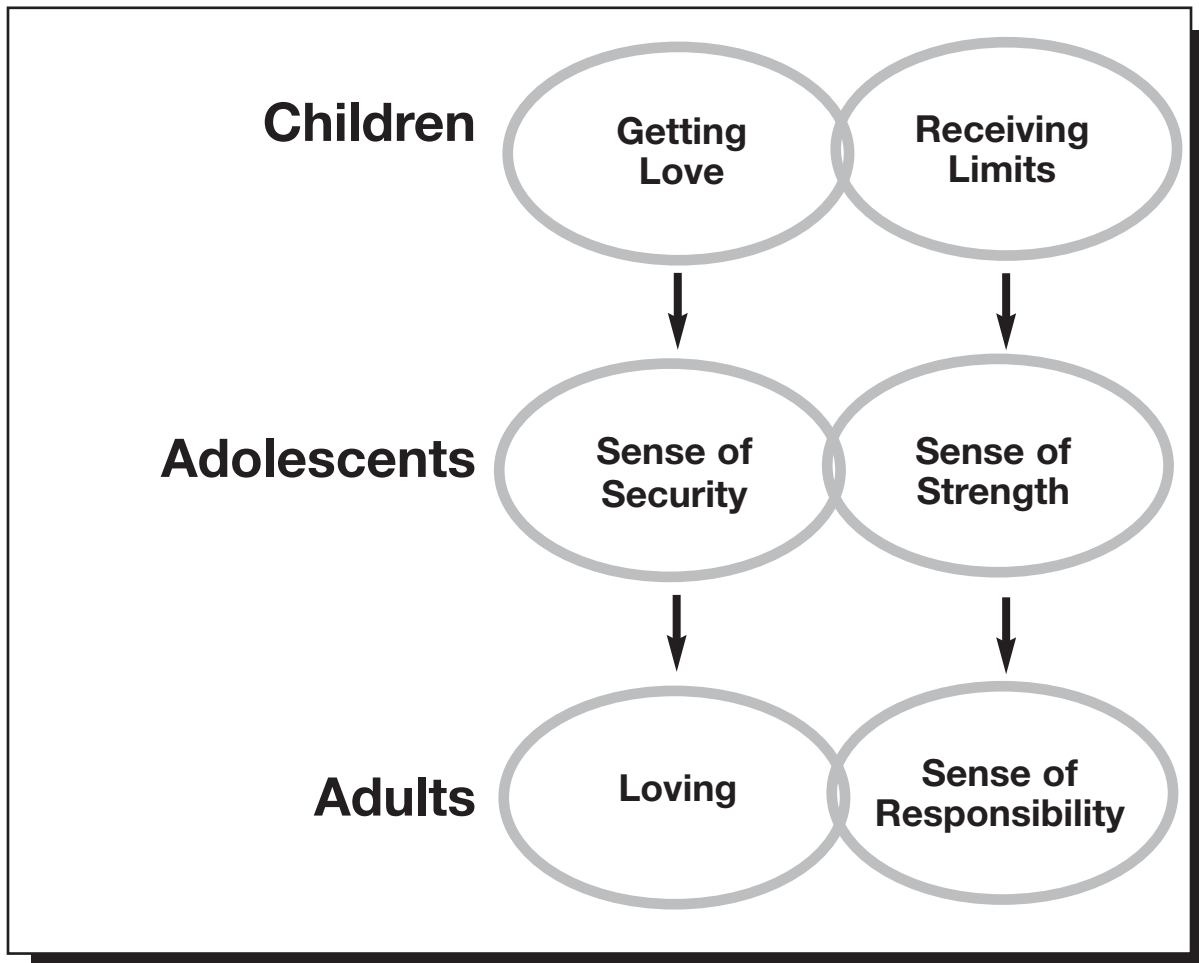 Children
Getting
Love
Receiving
Limits
Adolescents
Sense of
Security
Sense of
Strength
Adults
Loving
Sense of
Responsibility